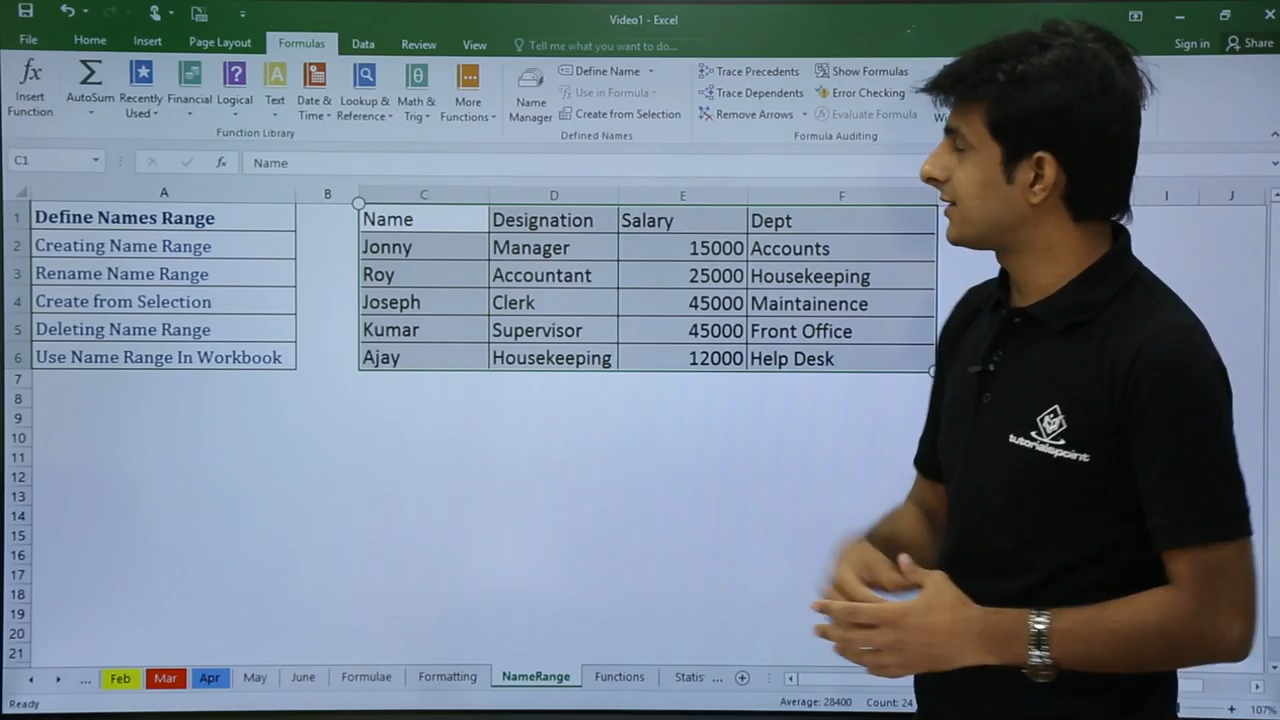 Video1 - Excel
File Home Insert Page Layout Formulas Data Review View Tell me what you want to do... Sign in Share
Insert Function
AutoSum
Recently Used
Financial
Logical
Text
Date & Time
Lookup & Reference
Math & Trig
More Functions
Function Library
Name Manager
Define Name
Use in Formula
Create from Selection
Defined Names
Trace Precedents
Trace Dependents
Remove Arrows
Show Formulas
Error Checking
Evaluate Formula
Formula Auditing
C1 fx Name
A B C D E F I J
1 Define Names Range Name Designation Salary Dept
2 Creating Name Range Jonny Manager 15000 Accounts
3 Rename Name Range Roy Accountant 25000 Housekeeping
4 Create from Selection Joseph Clerk 45000 Maintainence
5 Deleting Name Range Kumar Supervisor 45000 Front Office
6 Use Name Range In Workbook Ajay Housekeeping 12000 Help Desk
7
8
9
10
11
12
13
14
15
16
17
18
19
20
21
tutorialspoint
... Feb Mar Apr May June Formulae Formatting NameRange Functions Statis ...
Ready Average: 28400 Count: 24 107%